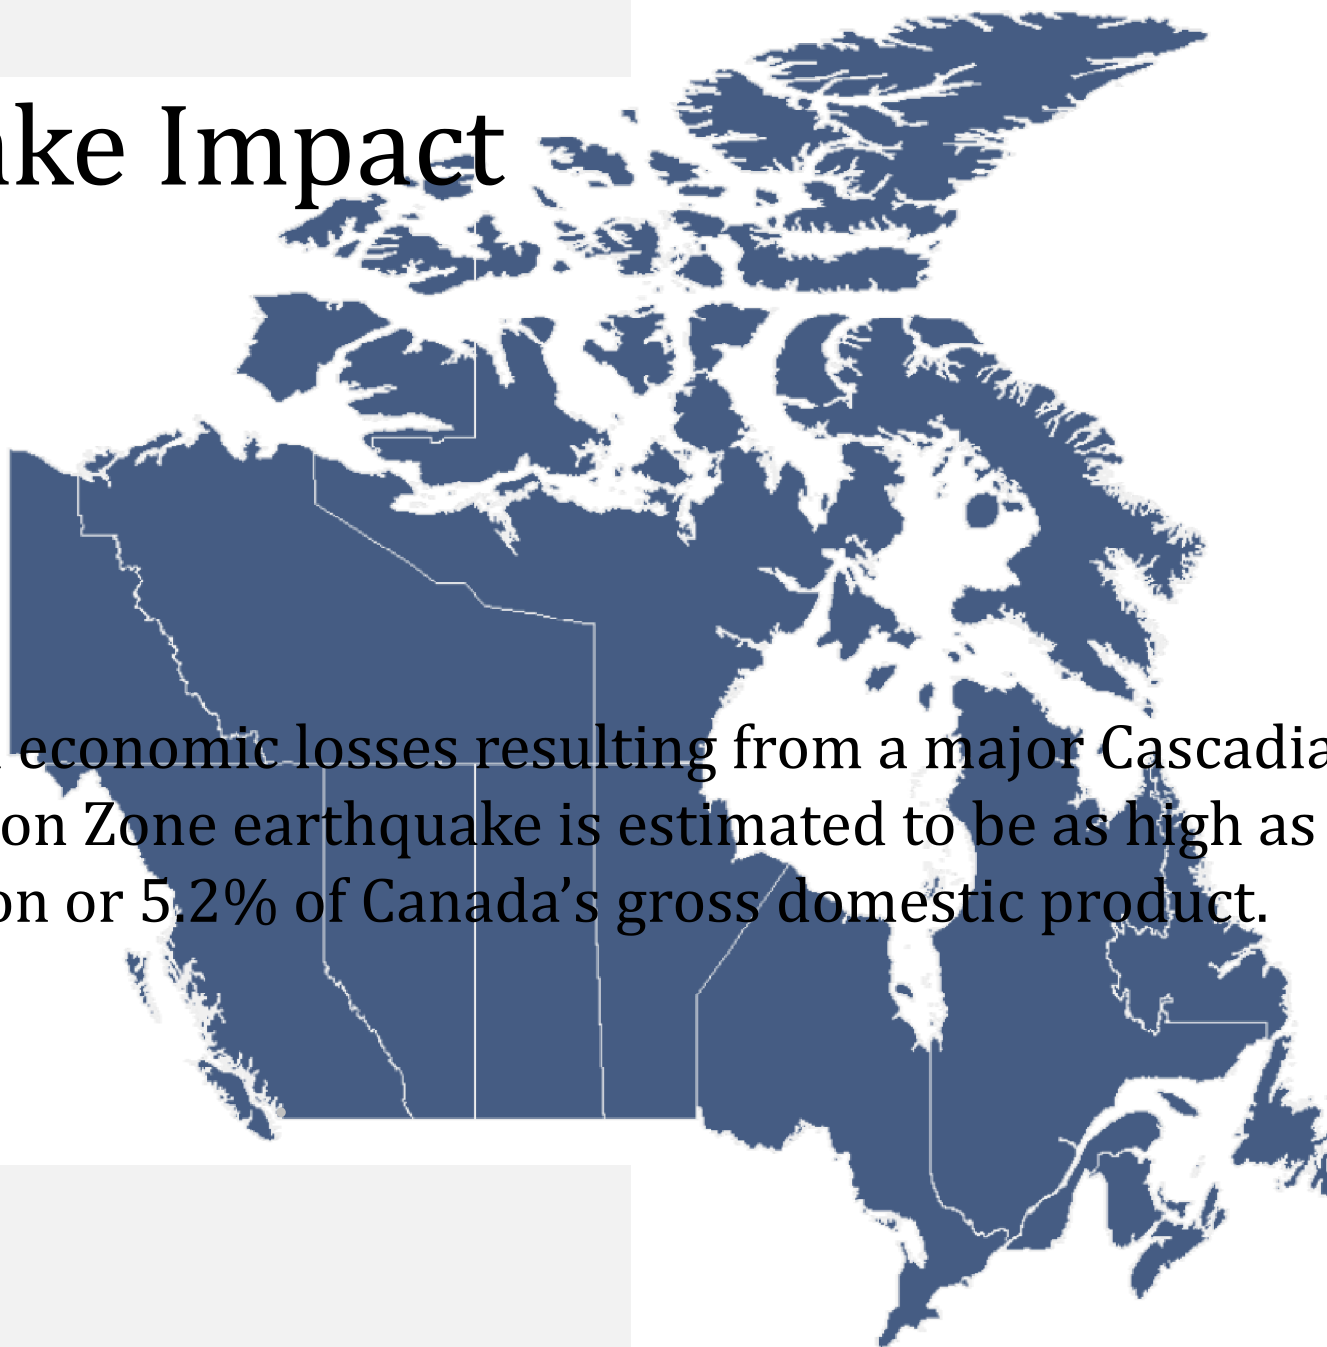 ke Impact
economic losses resulting from a major Cascadia
on Zone earthquake is estimated to be as high as
on or 5.2% of Canada’s gross domestic product.